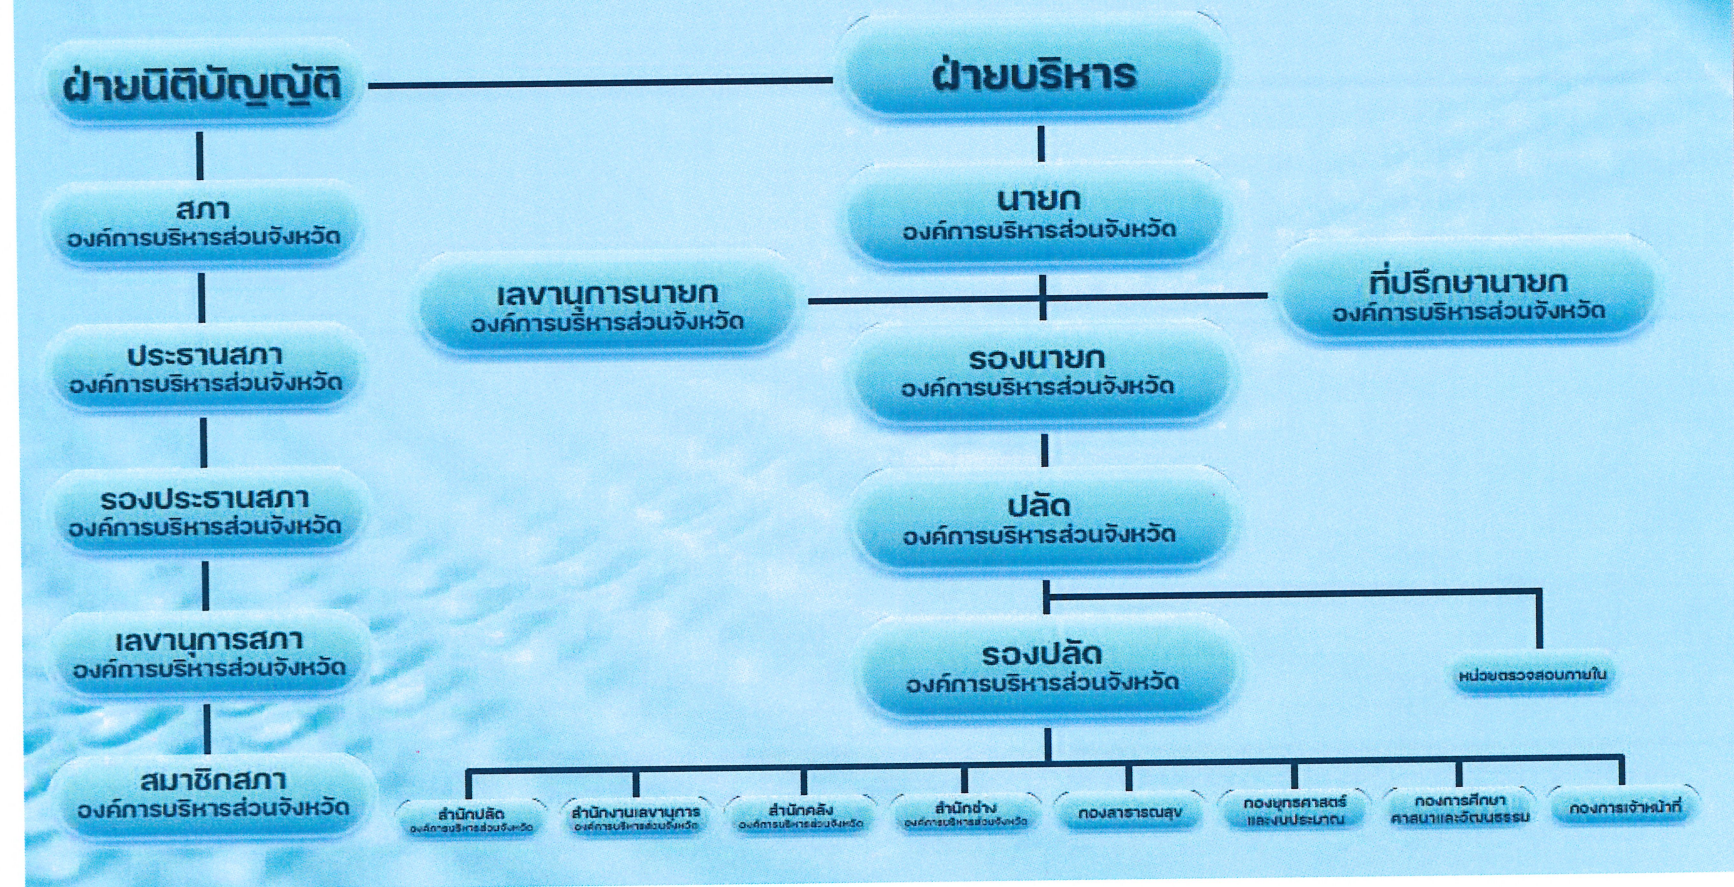 ฝ่ายนิติบัญญัติ
ฝ่ายบริหาร
สภา
องค์การบริหารส่วนจังหวัด
นายก
องค์การบริหารส่วนจังหวัด
เลขานุการนายก
องค์การบริหารส่วนจังหวัด
ที่ปรึกษานายก
องค์การบริหารส่วนจังหวัด
ประธานสภา
องค์การบริหารส่วนจังหวัด
รองนายก
องค์การบริหารส่วนจังหวัด
รองประธานสภา
องค์การบริหารส่วนจังหวัด
ปลัด
องค์การบริหารส่วนจังหวัด
เลขานุการสภา
องค์การบริหารส่วนจังหวัด
รองปลัด
องค์การบริหารส่วนจังหวัด
หน่วยตรวจสอบภายใน
สมาชิกสภา
องค์การบริหารส่วนจังหวัด
สำนักปลัด
องค์การบริหารส่วนจังหวัด
สำนักงานเลขานุการ
องค์การบริหารส่วนจังหวัด
สำนักคลัง
องค์การบริหารส่วนจังหวัด
สำนักช่าง
องค์การบริหารส่วนจังหวัด
กองสาธารณสุข
กองยุทธศาสตร์
และงบประมาณ
กองการศึกษา
ศาสนาและวัฒนธรรม
กองการเจ้าหน้าที่